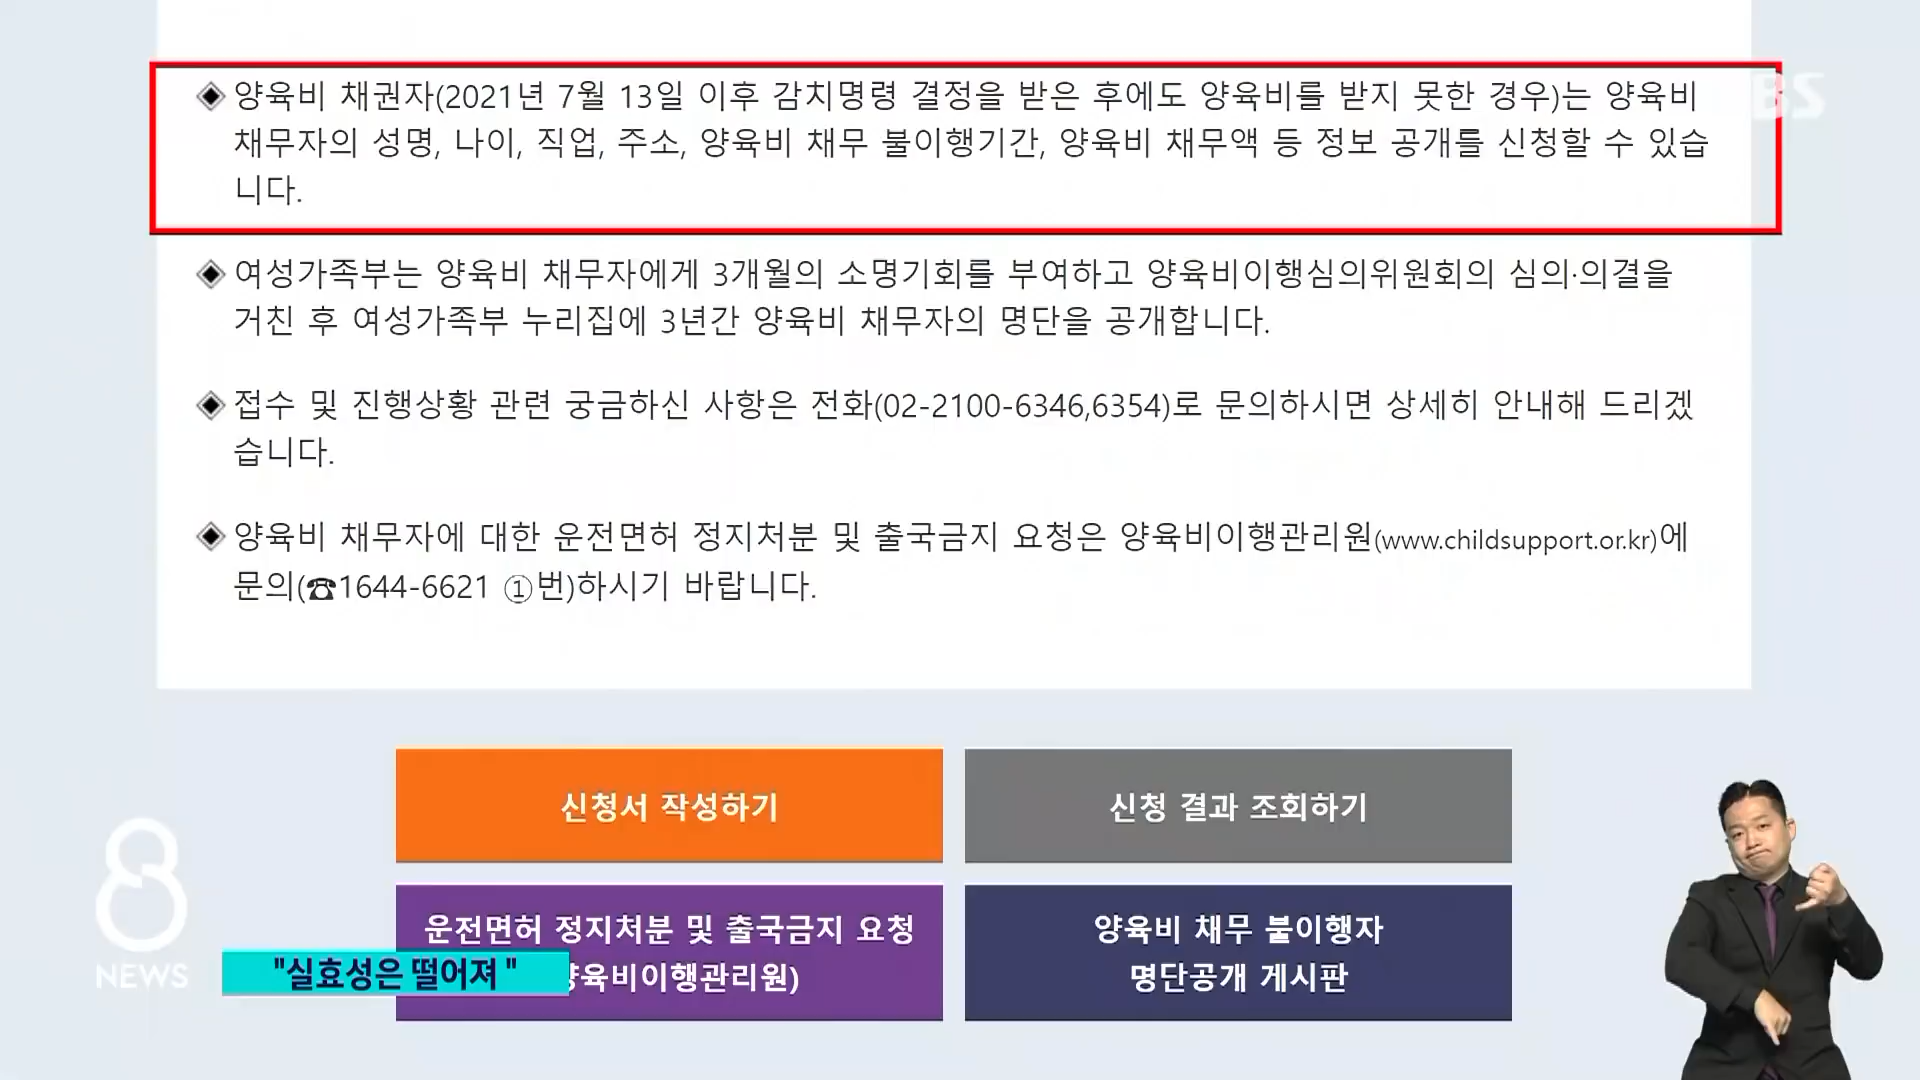 ◈ 양육비 채권자(2021년 7월 13일 이후 감치명령 결정을 받은 후에도 양육비를 받지 못한 경우)는 양육비
채무자의 성명, 나이, 직업, 주소, 양육비 채무 불이행기간, 양육비 채무액 등 정보 공개를 신청할 수 있습
니다.
◈ 여성가족부는 양육비 채무자에게 3개월의 소명기회를 부여하고 양육비이행심의위원회의 심의·의결을
거친 후 여성가족부 누리집에 3년간 양육비 채무자의 명단을 공개합니다.
◈ 접수 및 진행상황 관련 궁금하신 사항은 전화(02-2100-6346,6354)로 문의하시면 상세히 안내해 드리겠
습니다.
◈ 양육비 채무자에 대한 운전면허 정지처분 및 출국금지 요청은 양육비이행관리원(www.childsupport.or.kr)에
문의(☎1644-6621 ①번)하시기 바랍니다.
신청서 작성하기
신청 결과 조회하기
운전면허 정지처분 및 출국금지 요청
육비이행관리원)
양육비 채무 불이행자
명단공개 게시판
8
NEWS
"실효성은 떨어져 "
BS